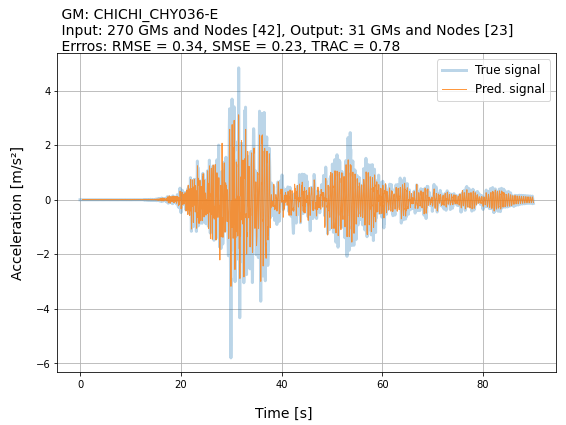 GM: CHICHI_CHY036-E
Input: 270 GMs and Nodes [42], Output: 31 GMs and Nodes [23]
Errros: RMSE = 0.34, SMSE = 0.23, TRAC = 0.78
True signal
Pred. signal
4
2
0
−2
−4
−6
Acceleration [m/s²]
0 20 40 60 80
Time [s]